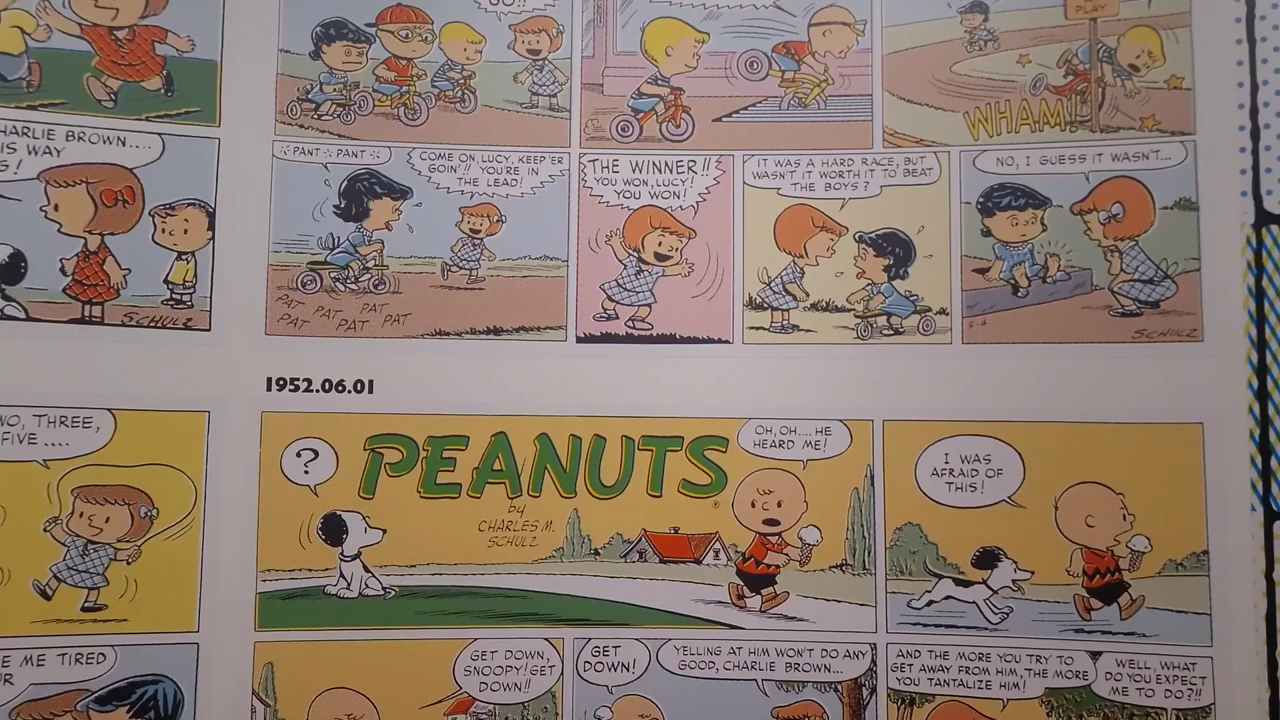 GO!!
PLAY
WHAM!
HARLIE BROWN....
IS WAY
S!
SCHULZ
*PANT*PANT*
COME ON, LUCY, KEEP 'ER
GOIN'!! YOU'RE IN
THE LEAD!
PAT PAT PAT
PAT PAT PAT
THE WINNER!!
YOU WON, LUCY!
YOU WON!
IT WAS A HARD RACE, BUT
WASN'T IT WORTH IT TO BEAT
THE BOYS?
NO, I GUESS IT WASN'T...
5-4
SCHULZ
1952.06.01
WO, THREE,
FIVE ....
E ME TIRED
UR
?
PEANUTS
by
CHARLES M.
SCHULZ
OH, OH.... HE
HEARD ME!
I WAS
AFRAID OF
THIS!
GET DOWN,
SNOOPY! GET
DOWN!!
GET
DOWN!
YELLING AT HIM WON'T DO ANY
GOOD, CHARLIE BROWN...
AND THE MORE YOU TRY TO
GET AWAY FROM HIM, THE MORE
YOU TANTALIZE HIM!
WELL, WHAT
DO YOU EXPECT
ME TO DO?!!